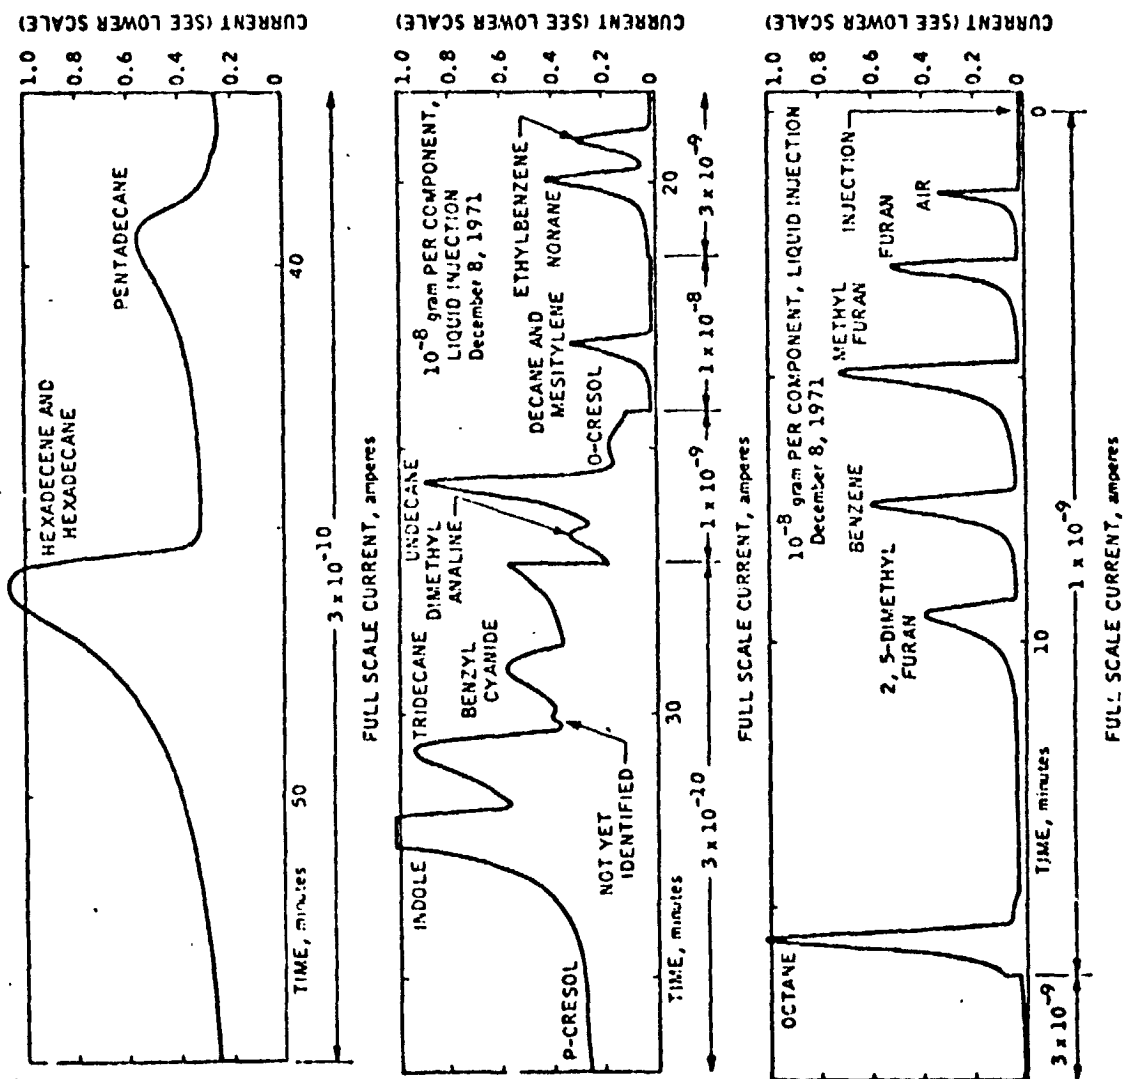 CURRENT (SEE LOWER SCALE)
1.0
0.8
0.6
0.4
0.2
0
HEXADECENE AND
HEXADECANE
PENTADECANE
40
50
TIME, minutes
3 x 10-10
FULL SCALE CURRENT, amperes
CURRENT (SEE LOWER SCALE)
1.0
0.8
0.6
0.4
0.2
0
10-8 gram PER COMPONENT,
LIQUID INJECTION
December 8, 1971
ETHYLBENZENE
NONANE
DECANE AND
MESITYLENE
O-CRESOL
UNDECANE
DIMETHYL
ANALINE
BENZYL
CYANIDE
TRIDECANE
NOT YET
IDENTIFIED
INDOLE
P-CRESOL
20
30
TIME, minutes
3 x 10-9
1 x 10-8
1 x 10-9
3 x 10-10
FULL SCALE CURRENT, amperes
CURRENT (SEE LOWER SCALE)
1.0
0.8
0.6
0.4
0.2
0
10-8 gram PER COMPONENT, LIQUID INJECTION
December 8, 1971
INJECTION
AIR
FURAN
METHYL
FURAN
BENZENE
2, 5-DIMETHYL
FURAN
OCTANE
0
10
TIME, minutes
1 x 10-9
3 x 10-9
FULL SCALE CURRENT, amperes